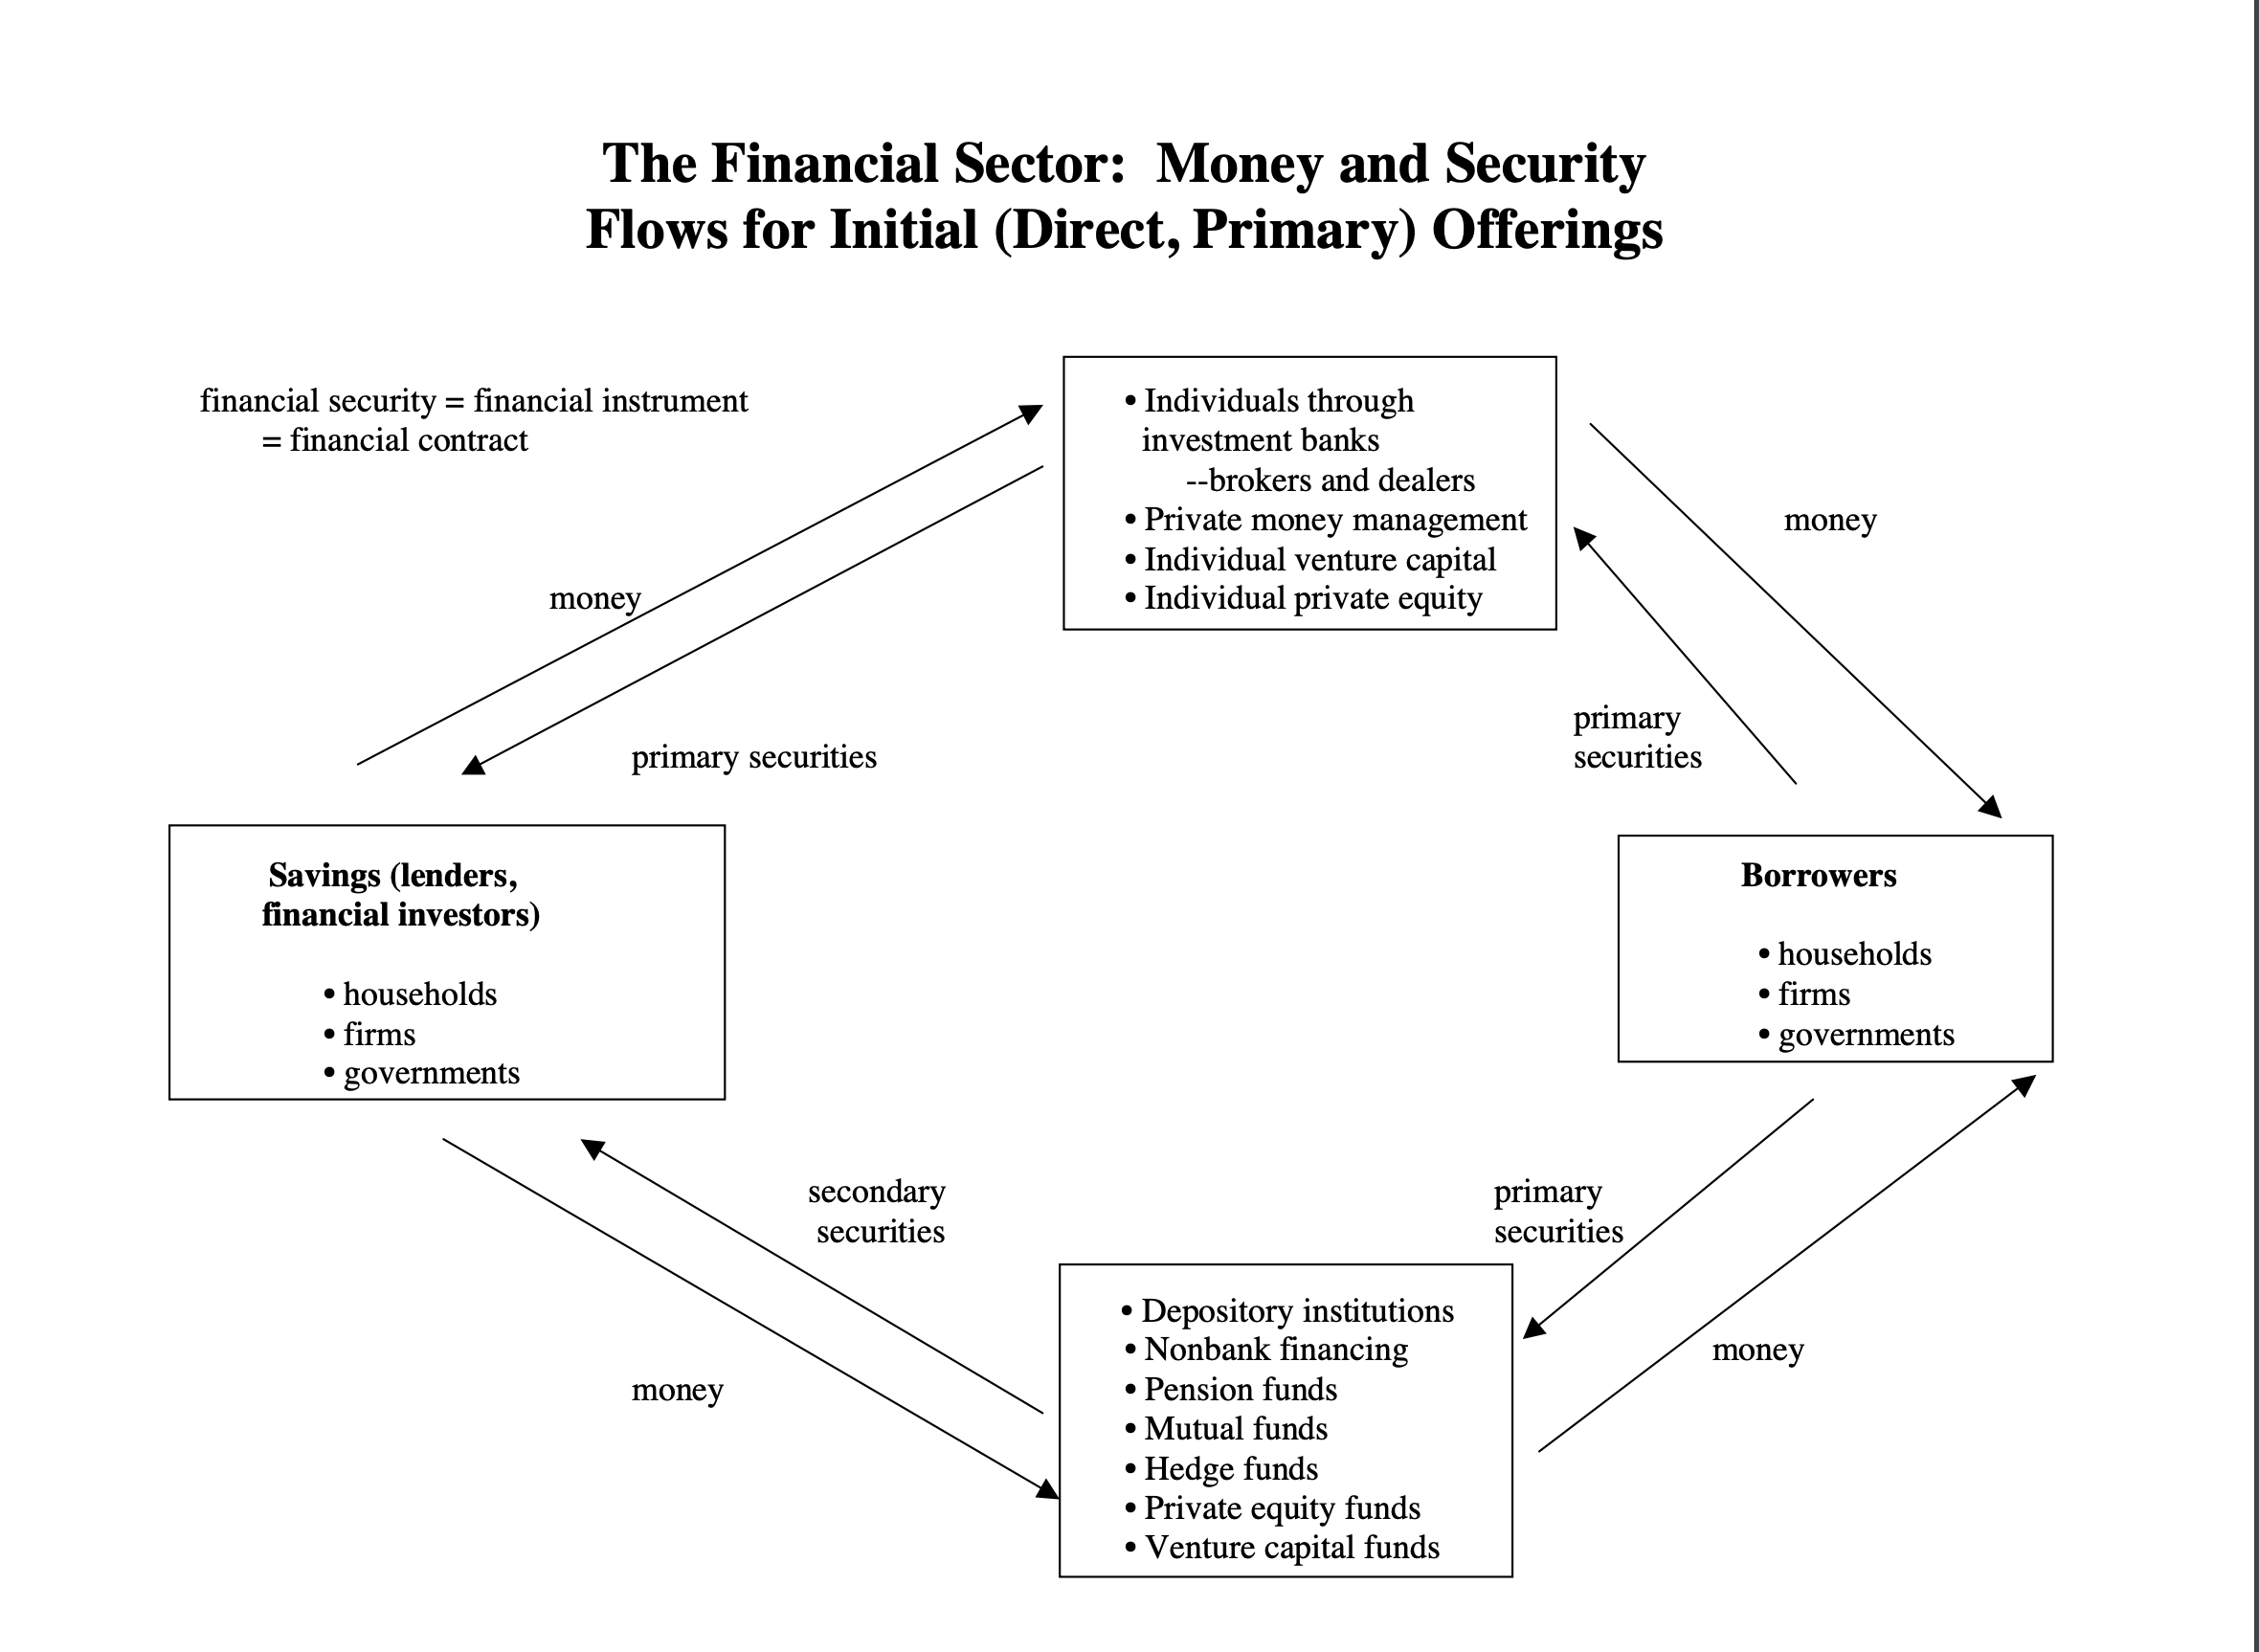 The Financial Sector:  Money and Security
Flows for Initial (Direct, Primary) Offerings
financial security = financial instrument
= financial contract
• Individuals through
investment banks
--brokers and dealers
• Private money management
• Individual venture capital
• Individual private equity
money
money
primary securities
primary
securities
Savings (lenders,
financial investors)
• households
• firms
• governments
Borrowers
• households
• firms
• governments
secondary
securities
primary
securities
money
money
• Depository institutions
• Nonbank financing
• Pension funds
• Mutual funds
• Hedge funds
• Private equity funds
• Venture capital funds